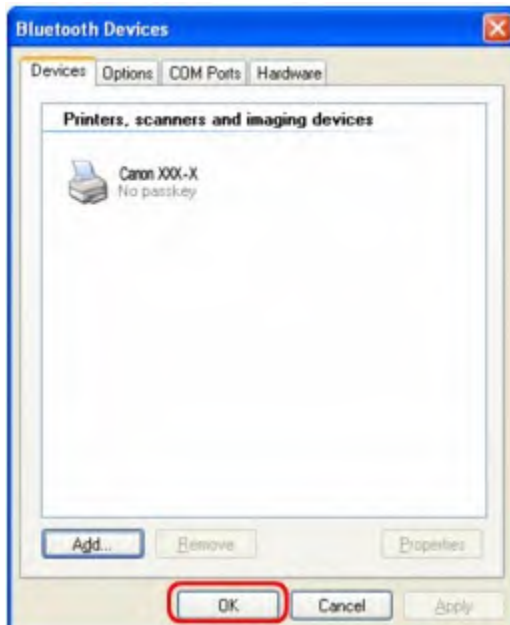 Bluetooth Devices
Devices Options COM Ports Hardware
Printers, scanners and imaging devices
Canon XXX-X
No passkey
Add... Remove Properties
OK Cancel Apply